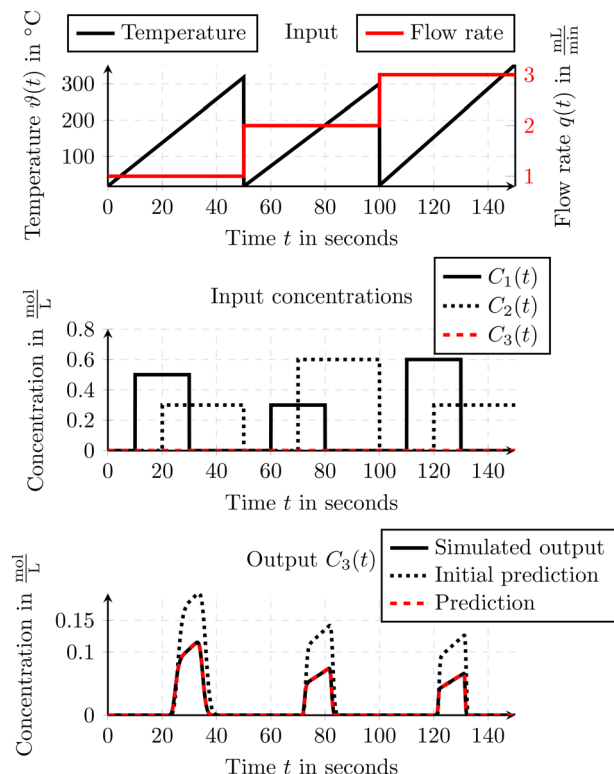 Temperature Input Flow rate
Temperature ϑ(t) in °C
300
200
100
3
2
1
Flow rate q(t) in mL/min
0 20 40 60 80 100 120 140
Time t in seconds
Input concentrations
C₁(t)
C₂(t)
C₃(t)
Concentration in mol/L
0.8
0.6
0.4
0.2
0
0 20 40 60 80 100 120 140
Time t in seconds
Output C₃(t)
Simulated output
Initial prediction
Prediction
Concentration in mol/L
0.15
0.1
0
0 20 40 60 80 100 120 140
Time t in seconds